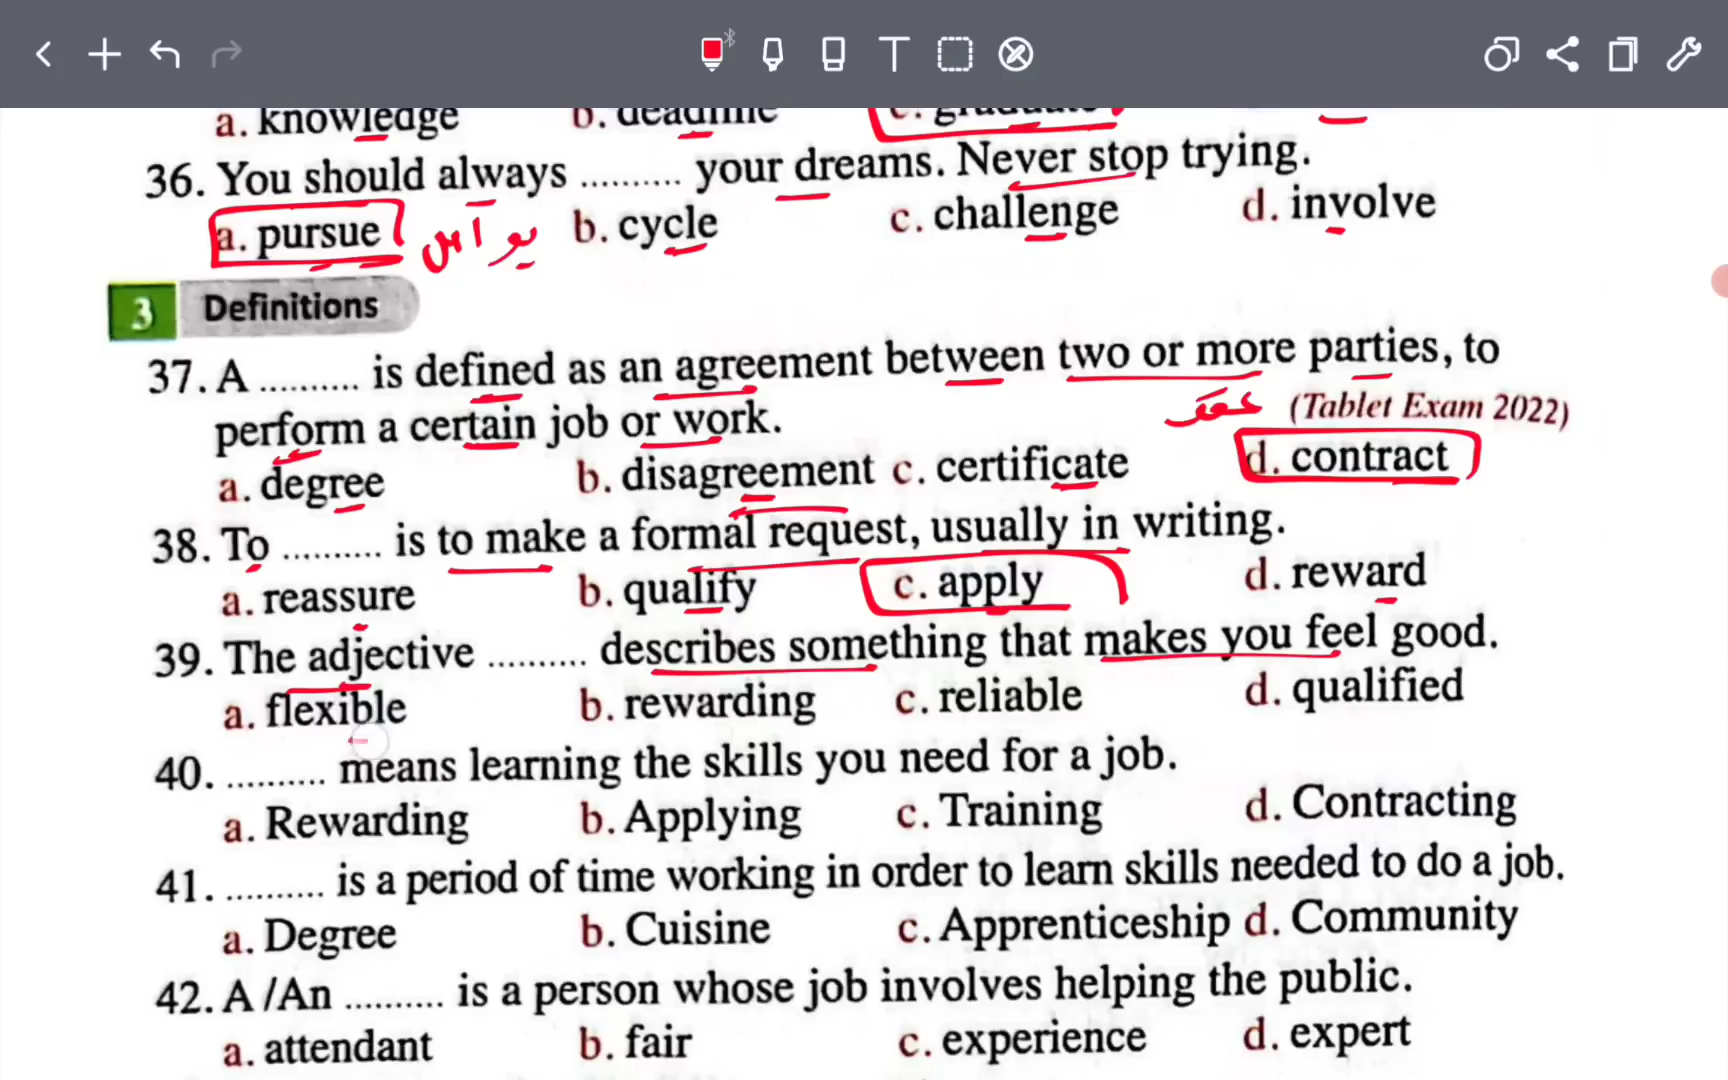 a. knowledge b. deadline c. graduate
36. You should always .......... your dreams. Never stop trying.
a. pursue يواصل b. cycle c. challenge d. involve
3 Definitions
37. A .......... is defined as an agreement between two or more parties, to
perform a certain job or work. عقد (Tablet Exam 2022)
a. degree b. disagreement c. certificate d. contract
38. To .......... is to make a formal request, usually in writing.
a. reassure b. qualify c. apply d. reward
39. The adjective .......... describes something that makes you feel good.
a. flexible b. rewarding c. reliable d. qualified
40. .......... means learning the skills you need for a job.
a. Rewarding b. Applying c. Training d. Contracting
41. .......... is a period of time working in order to learn skills needed to do a job.
a. Degree b. Cuisine c. Apprenticeship d. Community
42. A /An .......... is a person whose job involves helping the public.
a. attendant b. fair c. experience d. expert